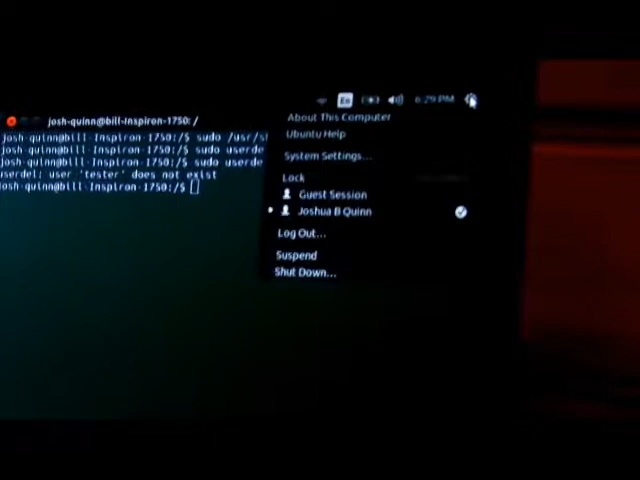 En 6:29 PM
josh-quinn@bill-Inspiron-1750: /
josh-quinn@bill-Inspiron-1750:/$ sudo /usr/s
josh-quinn@bill-Inspiron-1750:/$ sudo userde
josh-quinn@bill-Inspiron-1750:/$ sudo userde
userdel: user 'tester' does not exist
josh-quinn@bill-Inspiron-1750:/$
About This Computer
Ubuntu Help
System Settings...
Lock
Guest Session
Joshua B Quinn
Log Out...
Suspend
Shut Down...